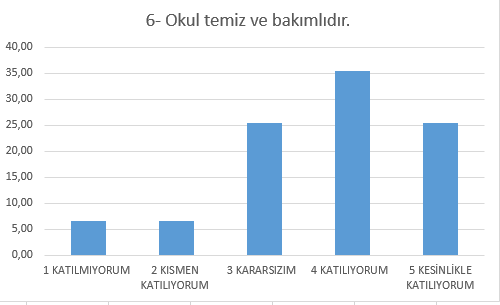 6- Okul temiz ve bakımlıdır.
40,00
35,00
30,00
25,00
20,00
15,00
10,00
5,00
0,00
1 KATILMIYORUM
2 KISMEN
KATILIYORUM
3 KARARSIZIM
4 KATILIYORUM
5 KESİNLİKLE
KATILIYORUM